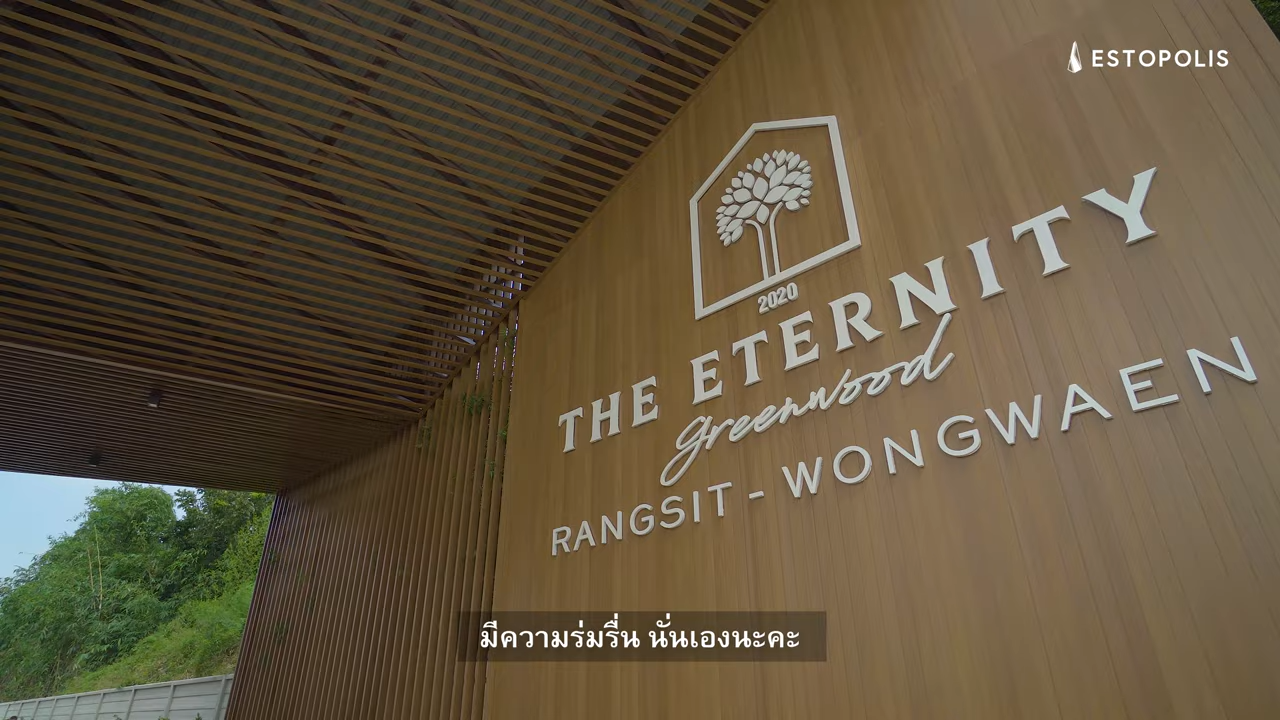 ESTOPOLIS
2020
THE ETERNITY
greenwood
RANGSIT - WONGWAEN
มีความร่มรื่น นั่นเองนะคะ